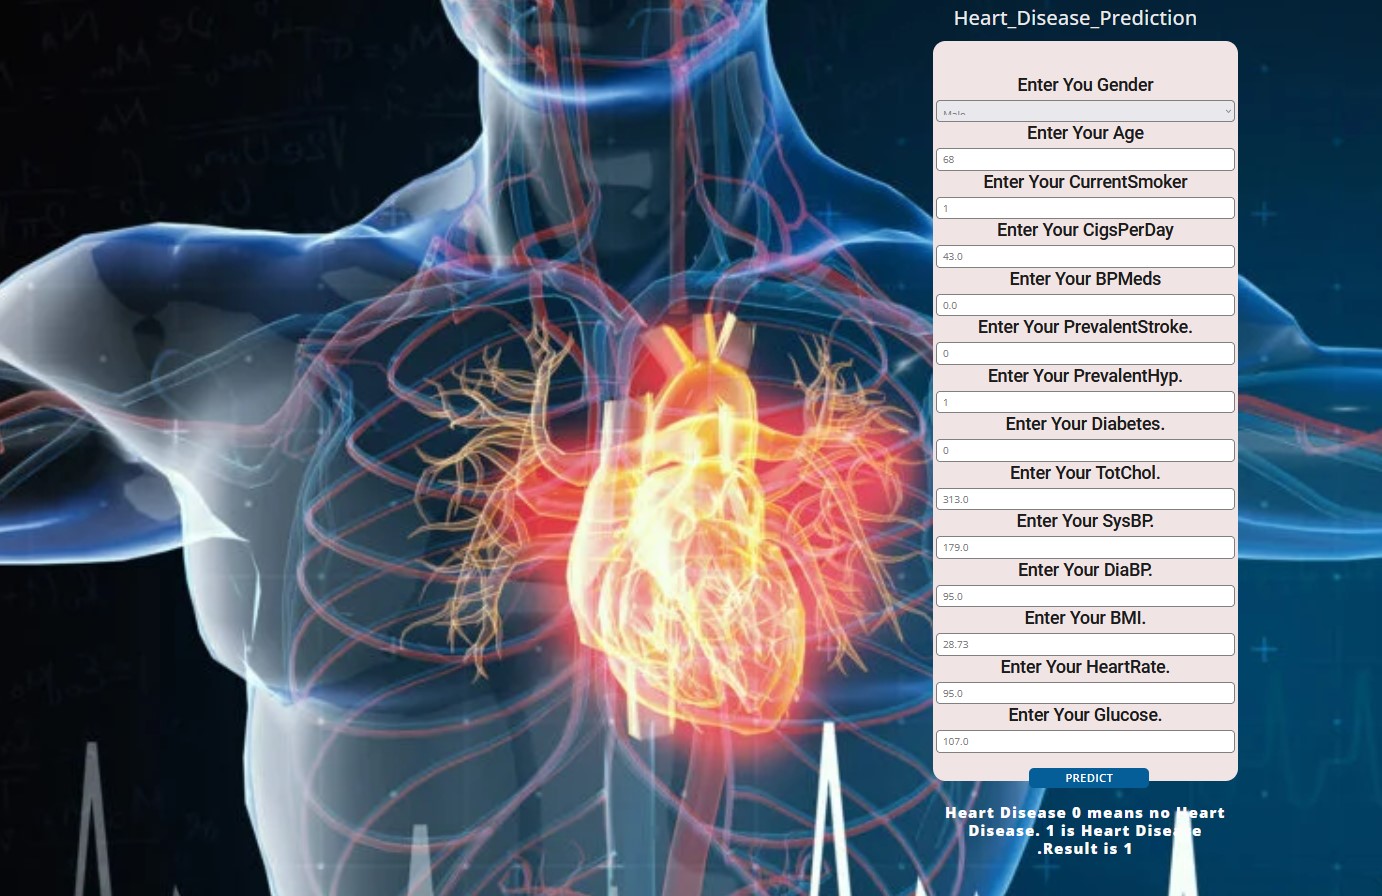 Heart_Disease_Prediction
Enter You Gender
Male
Enter Your Age
68
Enter Your CurrentSmoker
1
Enter Your CigsPerDay
43.0
Enter Your BPMeds
0.0
Enter Your PrevalentStroke.
0
Enter Your PrevalentHyp.
1
Enter Your Diabetes.
0
Enter Your TotChol.
313.0
Enter Your SysBP.
179.0
Enter Your DiaBP.
95.0
Enter Your BMI.
28.73
Enter Your HeartRate.
95.0
Enter Your Glucose.
107.0
PREDICT
Heart Disease 0 means no Heart
Disease. 1 is Heart Disease
.Result is 1